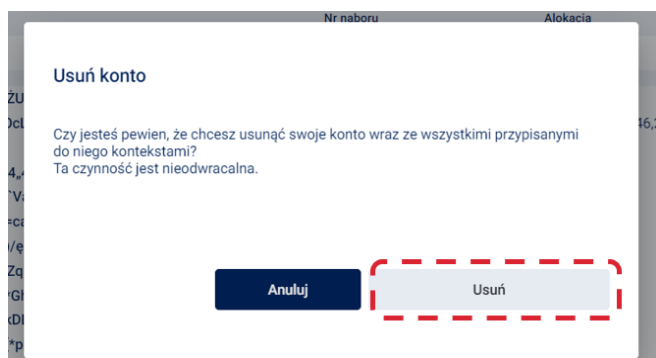 Nr naboru Alokacja
Usuń konto
Czy jesteś pewien, że chcesz usunąć swoje konto wraz ze wszystkimi przypisanymi
do niego kontekstami?
Ta czynność jest nieodwracalna.
Anuluj Usuń